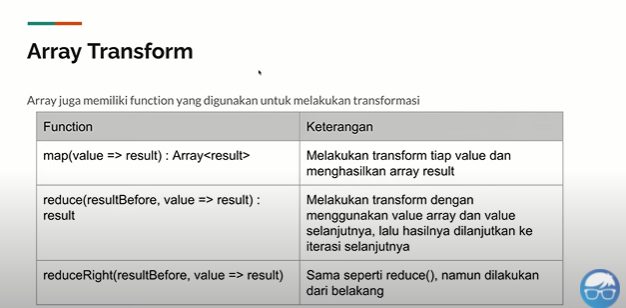 Array Transform
Array juga memiliki function yang digunakan untuk melakukan transformasi
Function
Keterangan
map(value => result) : Array<result>
Melakukan transform tiap value dan
menghasilkan array result
reduce(resultBefore, value => result) :
result
Melakukan transform dengan
menggunakan value array dan value
selanjutnya, lalu hasilnya dilanjutkan ke
iterasi selanjutnya
reduceRight(resultBefore, value => result)
Sama seperti reduce(), namun dilakukan
dari belakang